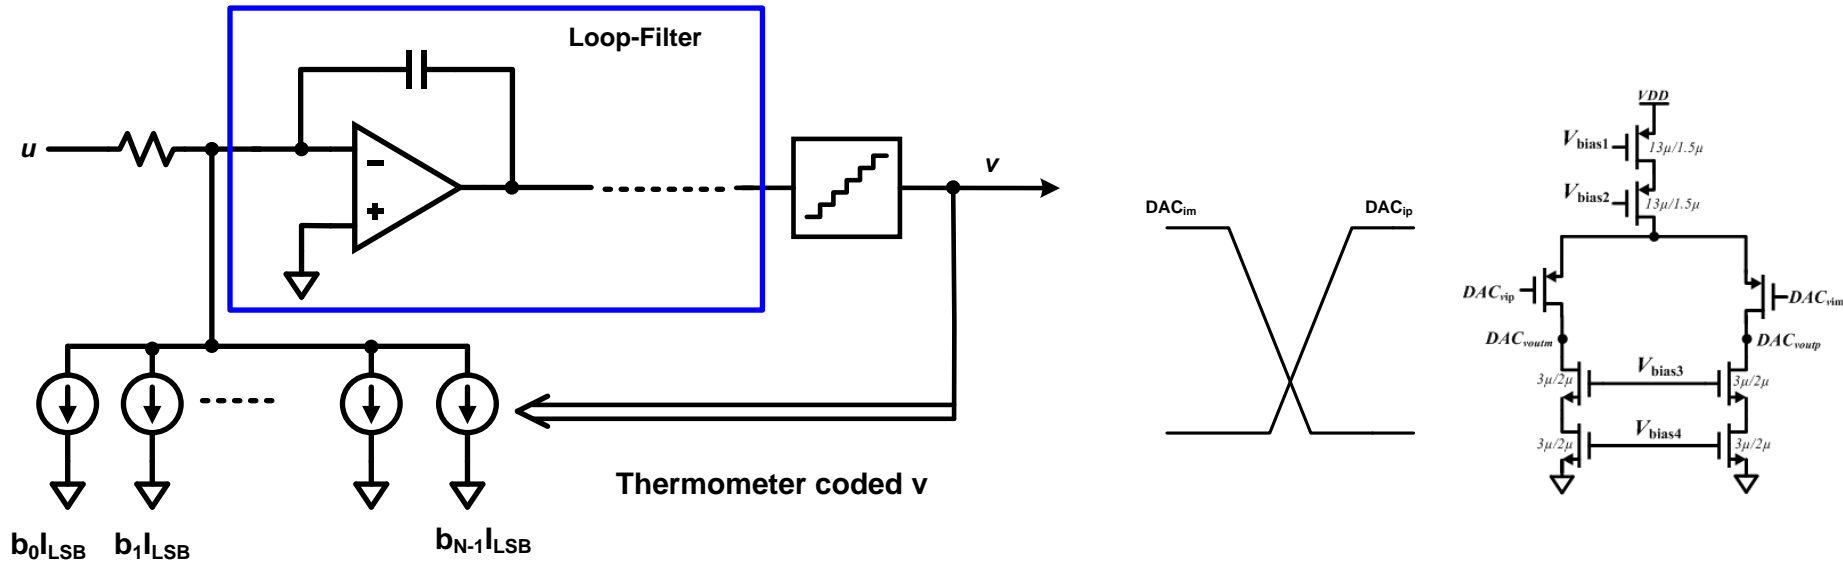 Loop-Filter
u
v
Thermometer coded v
b0ILSB b1ILSB bN-1ILSB
DACim DACip
VDD
Vbias1 13μ/1.5μ
Vbias2 13μ/1.5μ
DACvip DACvim
DACvoutm DACvoutp
3μ/2μ Vbias3 3μ/2μ
3μ/2μ Vbias4 3μ/2μ